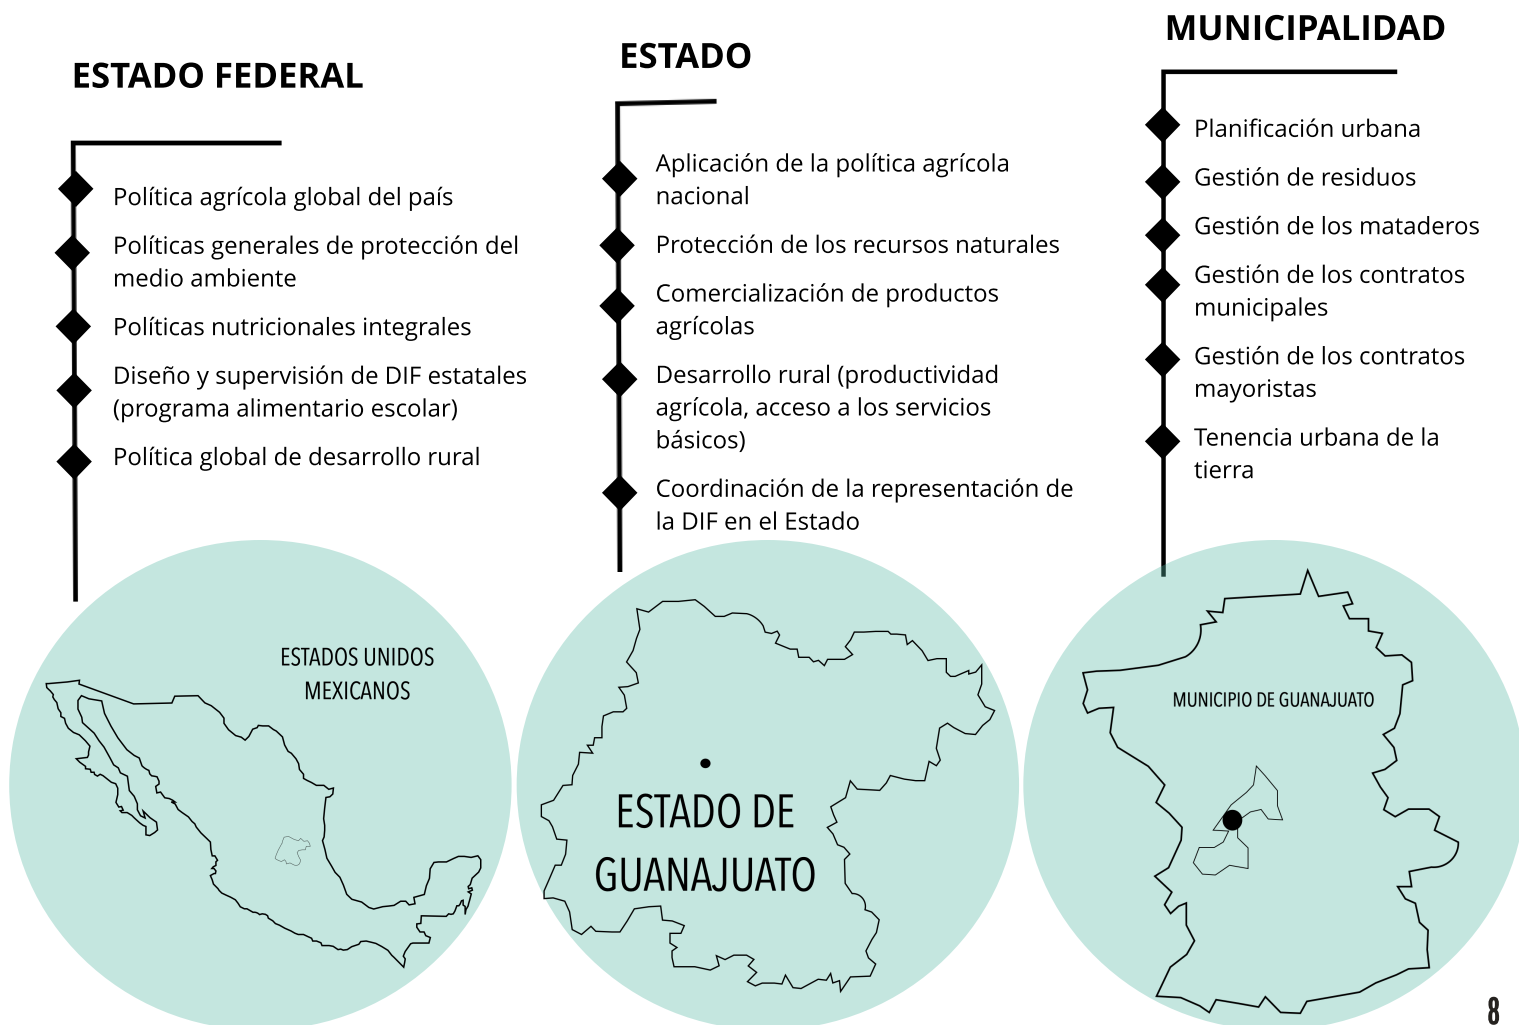 ESTADO FEDERAL
Política agrícola global del país
Políticas generales de protección del
medio ambiente
Políticas nutricionales integrales
Diseño y supervisión de DIF estatales
(programa alimentario escolar)
Política global de desarrollo rural
ESTADOS UNIDOS
MEXICANOS
ESTADO
Aplicación de la política agrícola
nacional
Protección de los recursos naturales
Comercialización de productos
agrícolas
Desarrollo rural (productividad
agrícola, acceso a los servicios
básicos)
Coordinación de la representación de
la DIF en el Estado
ESTADO DE
GUANAJUATO
MUNICIPALIDAD
Planificación urbana
Gestión de residuos
Gestión de los mataderos
Gestión de los contratos
municipales
Gestión de los contratos
mayoristas
Tenencia urbana de la
tierra
MUNICIPIO DE GUANAJUATO
8